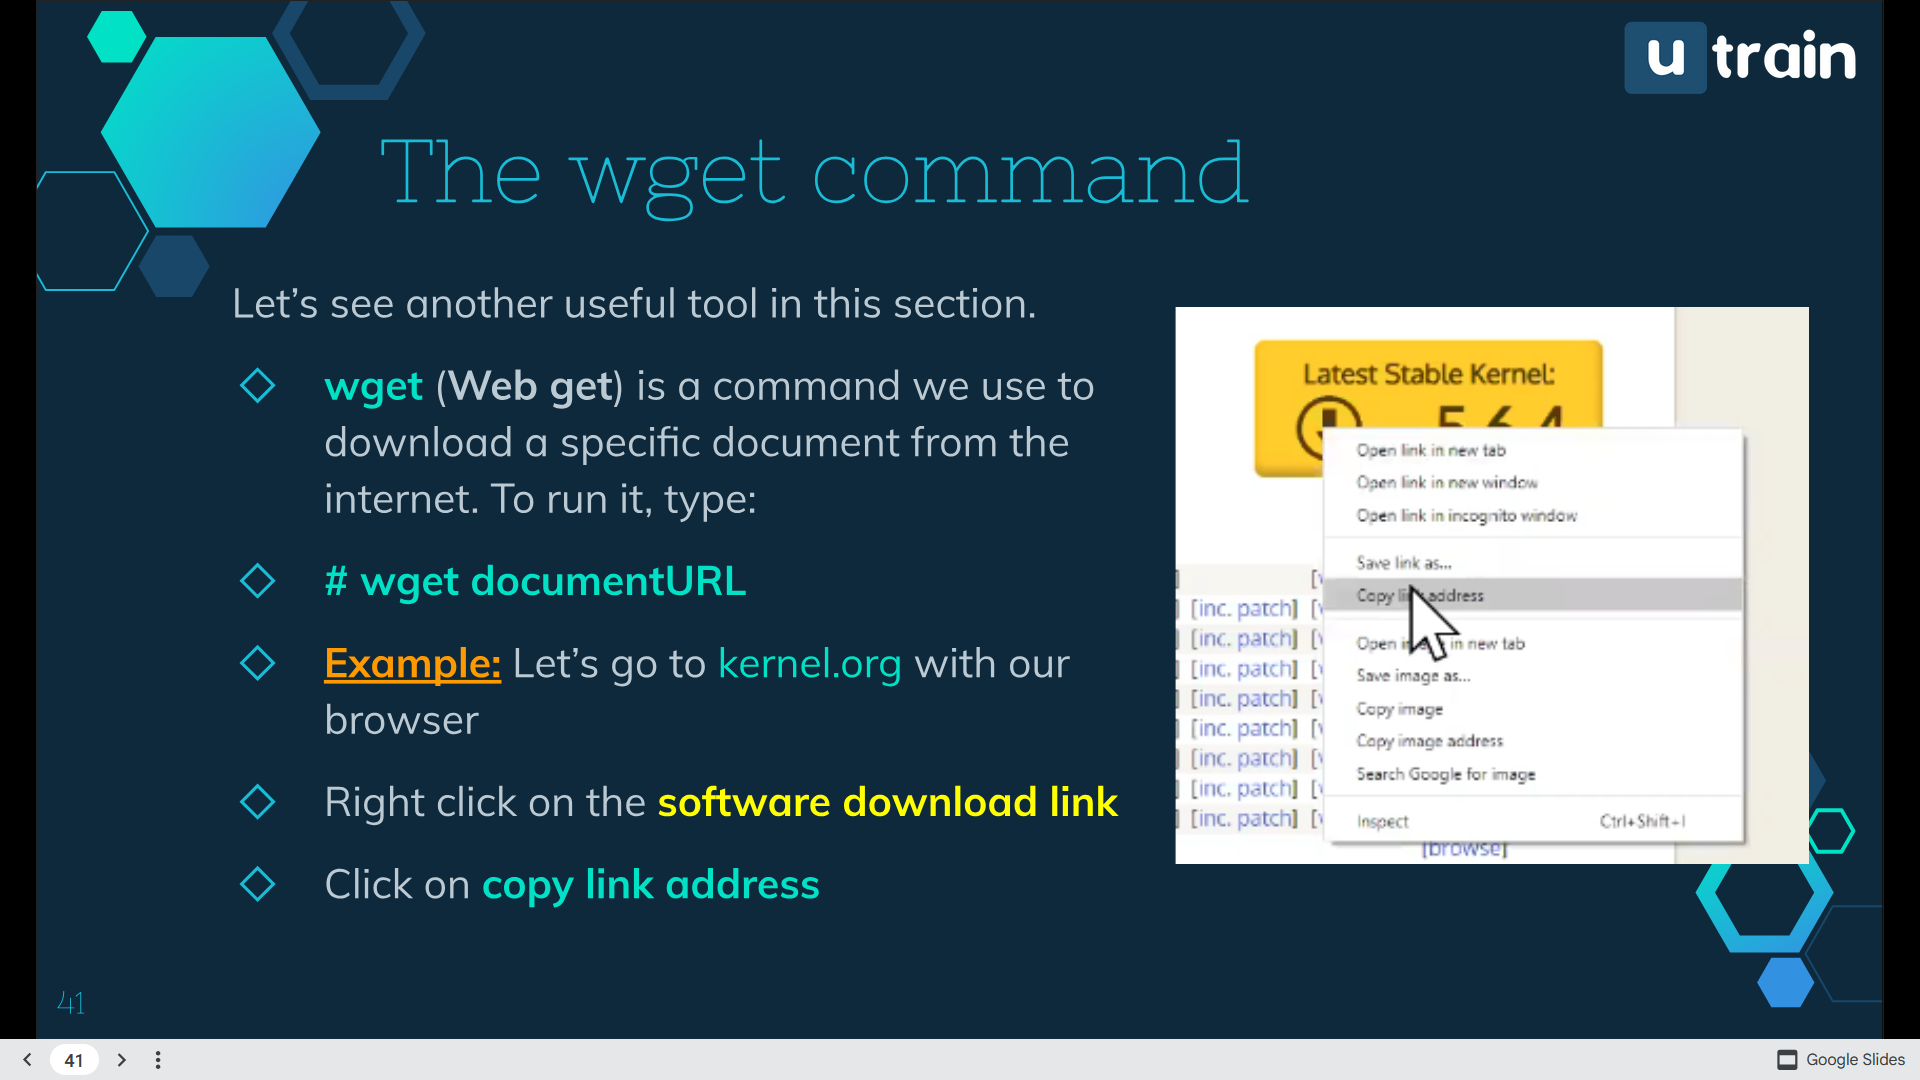 u train
The wget command
Let’s see another useful tool in this section.
wget (Web get) is a command we use to
download a specific document from the
internet. To run it, type:
# wget documentURL
Example: Let’s go to kernel.org with our
browser
Right click on the software download link
Click on copy link address
Latest Stable Kernel:
5.6.4
Open link in new tab
Open link in new window
Open link in incognito window
Save link as...
Copy link address
Open in new tab
Save image as...
Copy image
Copy image address
Search Google for image
Inspect Ctrl+Shift+I
[inc. patch]
[inc. patch]
[inc. patch]
[inc. patch]
[inc. patch]
[inc. patch]
[inc. patch]
[inc. patch]
[browse]
41
41
Google Slides